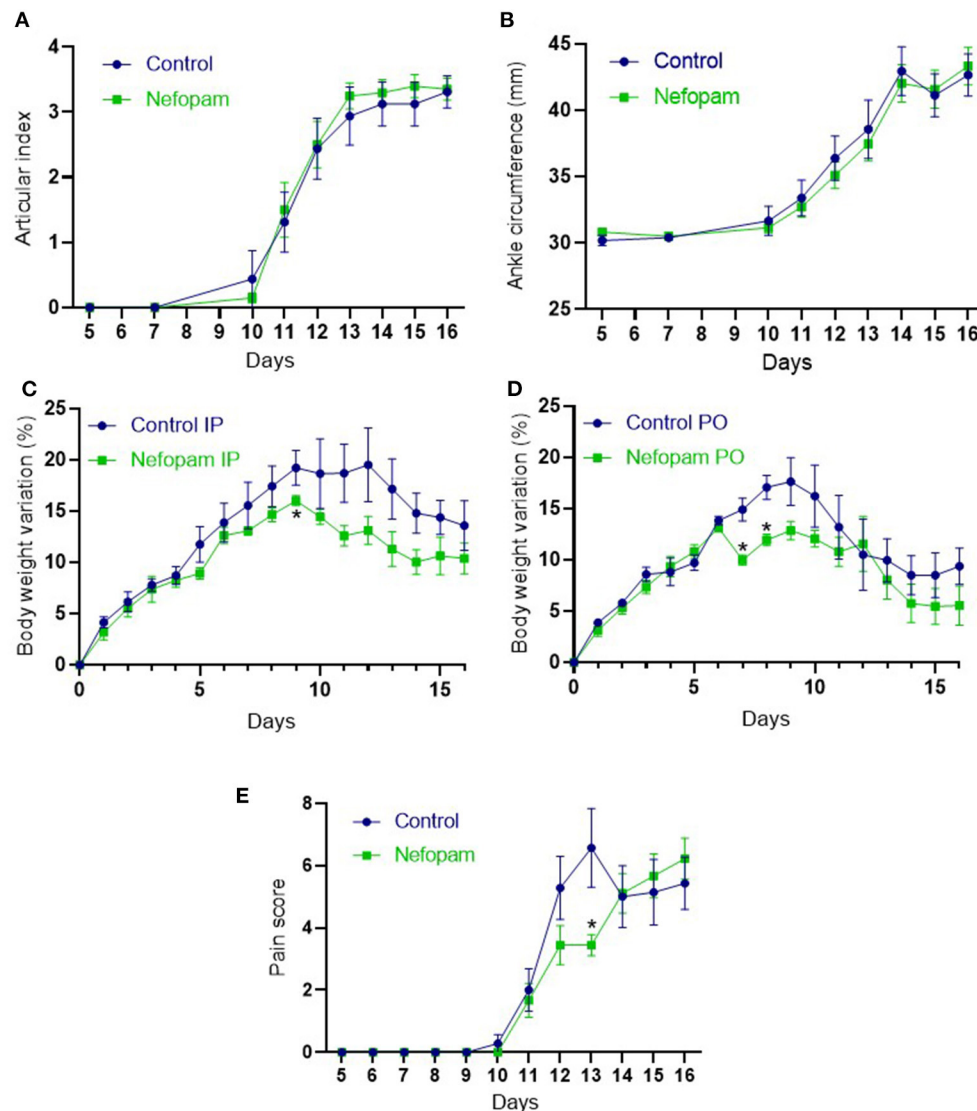 A
Control
Nefopam
Articular index
4
3
2
1
0
5 6 7 8 9 10 11 12 13 14 15 16
Days
B
Control
Nefopam
Ankle circumference (mm)
45
40
35
30
25
5 6 7 8 9 10 11 12 13 14 15 16
Days
C
Control IP
Nefopam IP
Body weight variation (%)
25
20
15
10
5
0
*
0 5 10 15
Days
D
Control PO
Nefopam PO
Body weight variation (%)
25
20
15
10
5
0
* *
0 5 10 15
Days
E
Control
Nefopam
Pain score
8
6
4
2
0
*
5 6 7 8 9 10 11 12 13 14 15 16
Days